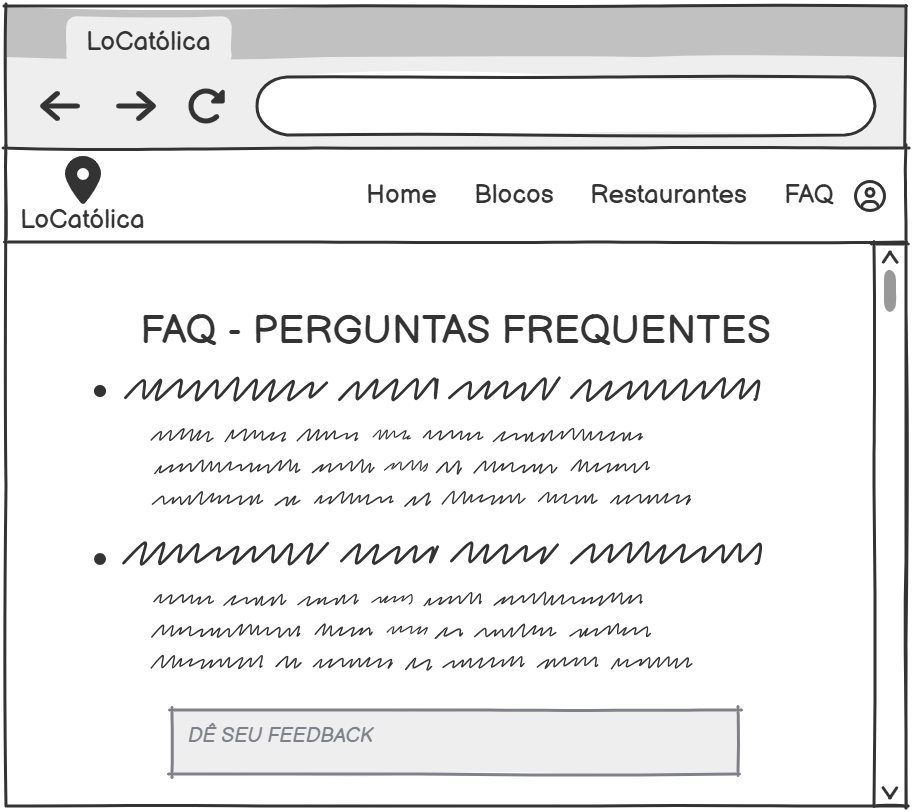 LoCatólica
LoCatólica
Home Blocos Restaurantes FAQ
FAQ - PERGUNTAS FREQUENTES
DÊ SEU FEEDBACK